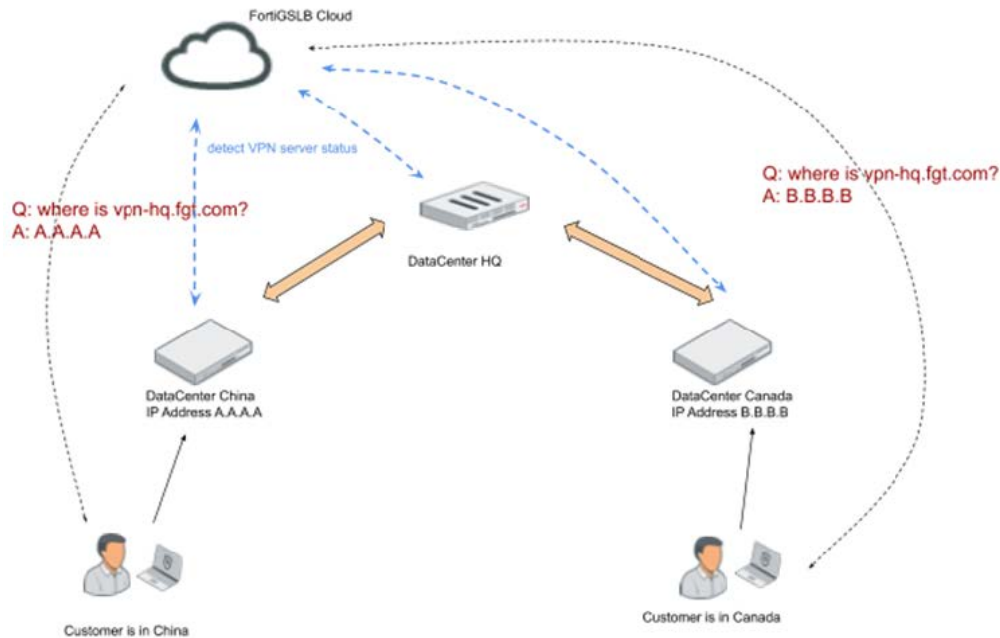 FortiGSLB Cloud
detect VPN server status
Q: where is vpn-hq.fgt.com?
A: B.B.B.B
Q: where is vpn-hq.fgt.com?
A: A.A.A.A
DataCenter HQ
DataCenter China
IP Address A.A.A.A
DataCenter Canada
IP Address B.B.B.B
Customer is in China
Customer is in Canada